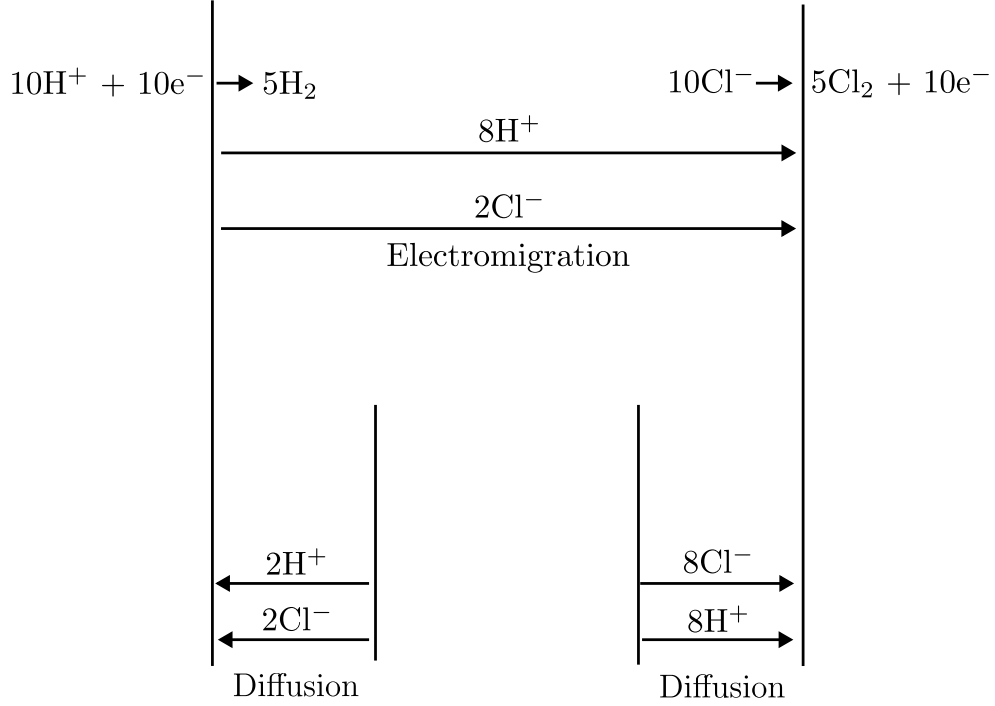 10H⁺ + 10e⁻ → 5H₂
10Cl⁻ → 5Cl₂ + 10e⁻
8H⁺
2Cl⁻
Electromigration
2H⁺
8Cl⁻
2Cl⁻
8H⁺
Diffusion
Diffusion